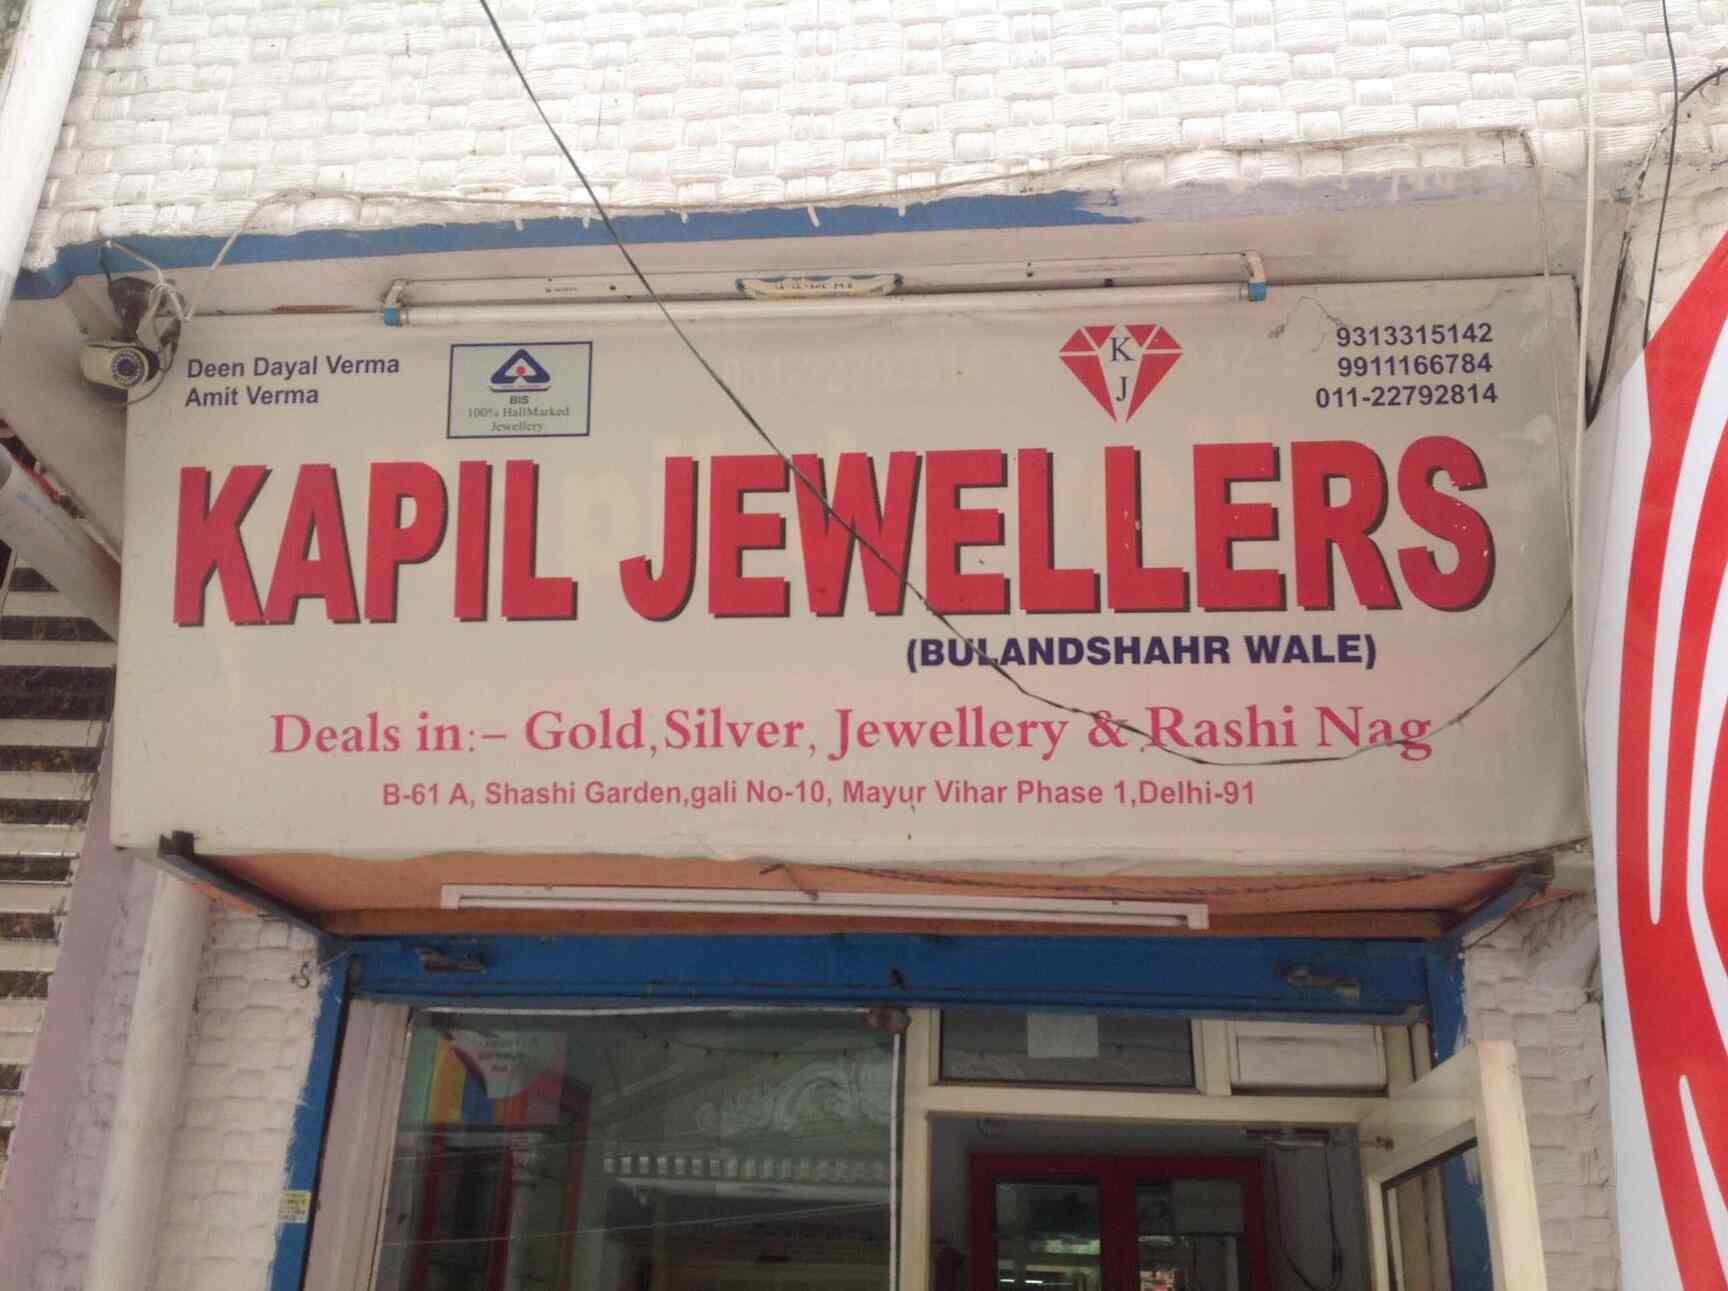 Deen Dayal Verma
Amit Verma
BIS
100% HallMarked
Jewellery
K
J
9313315142
9911166784
011-22792814
KAPIL JEWELLERS
(BULANDSHAHR WALE)
Deals in:- Gold,Silver, Jewellery & Rashi Nag
B-61 A, Shashi Garden,gali No-10, Mayur Vihar Phase 1,Delhi-91